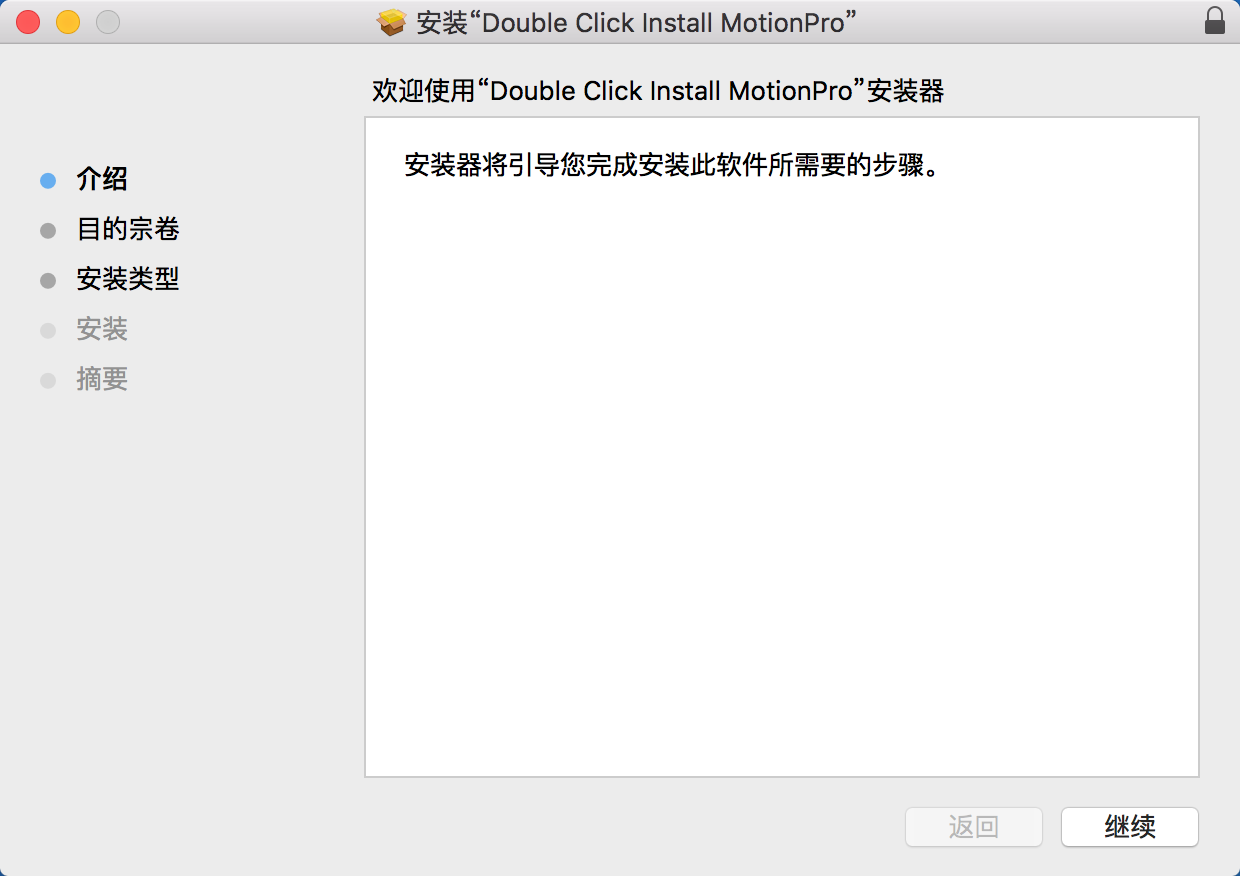 安装“Double Click Install MotionPro”
欢迎使用“Double Click Install MotionPro”安装器
安装器将引导您完成安装此软件所需要的步骤。
介绍
目的宗卷
安装类型
安装
摘要
返回
继续